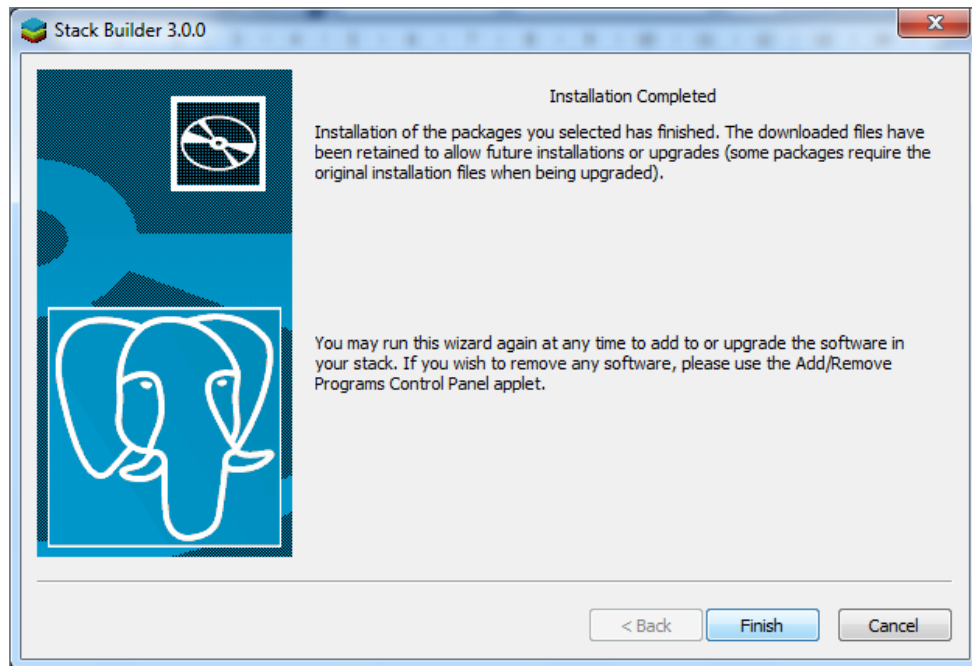 Stack Builder 3.0.0
Installation Completed
Installation of the packages you selected has finished. The downloaded files have
been retained to allow future installations or upgrades (some packages require the
original installation files when being upgraded).
You may run this wizard again at any time to add to or upgrade the software in
your stack. If you wish to remove any software, please use the Add/Remove
Programs Control Panel applet.
< Back
Finish
Cancel